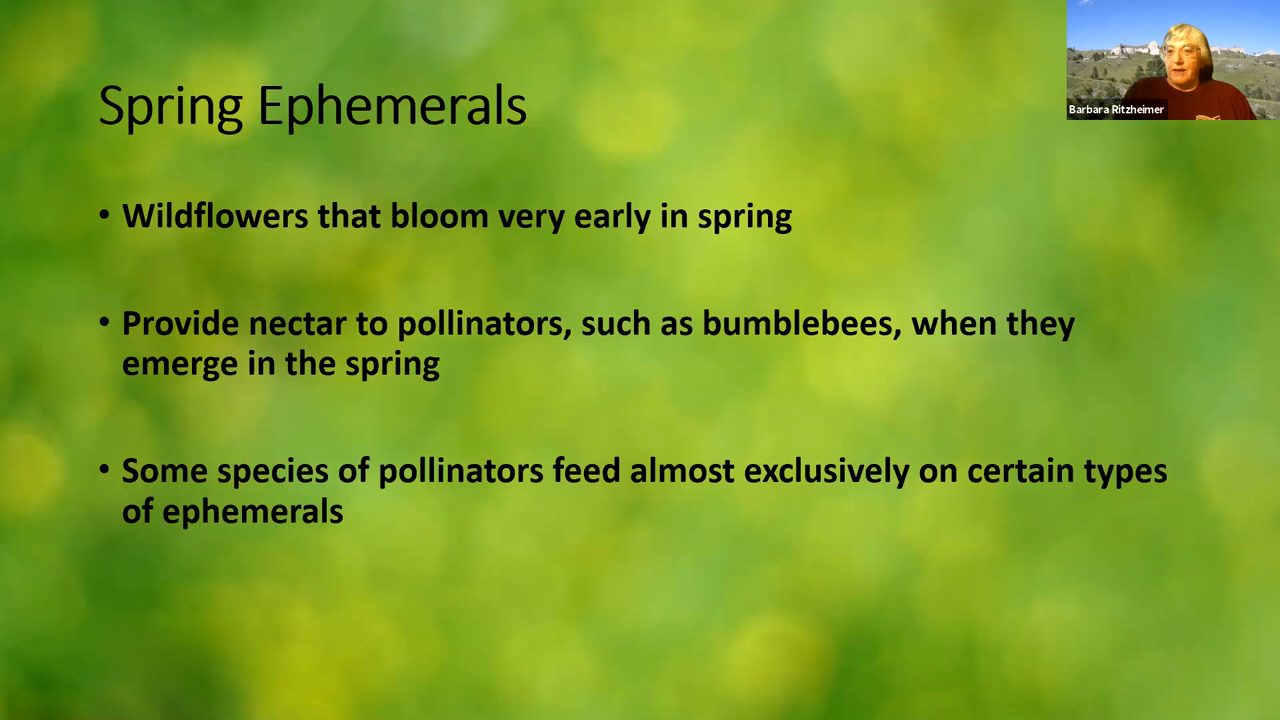 Spring Ephemerals
Barbara Ritzheimer
• Wildflowers that bloom very early in spring
• Provide nectar to pollinators, such as bumblebees, when they
emerge in the spring
• Some species of pollinators feed almost exclusively on certain types
of ephemerals